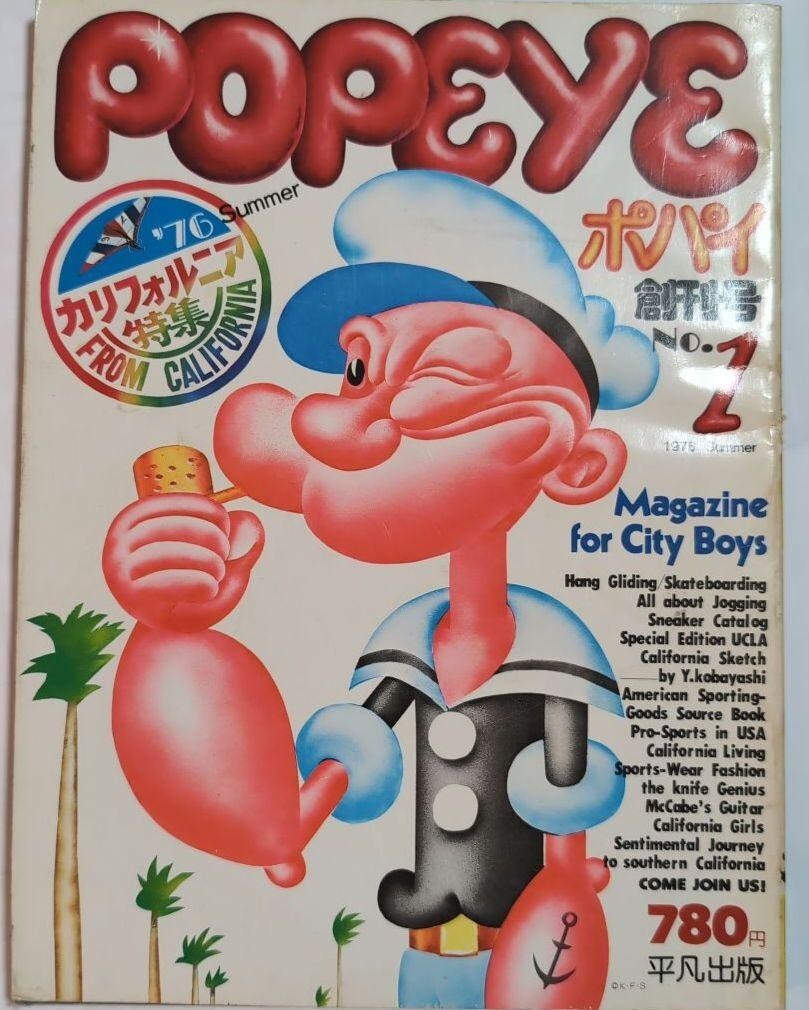 POPEYE
ポパイ
創刊号
No.1
1976 Summer
'76 Summer
カリフォルニア
特集
FROM CALIFORNIA
Magazine
for City Boys
Hang Gliding/Skateboarding
All about Jogging
Sneaker Catalog
Special Edition UCLA
California Sketch
by Y.kobayashi
American Sporting-
Goods Source Book
Pro-Sports in USA
California Living
Sports-Wear Fashion
the knife Genius
McCabe's Guitar
California Girls
Sentimental Journey
to southern California
COME JOIN US!
780円
平凡出版
©K·F·S